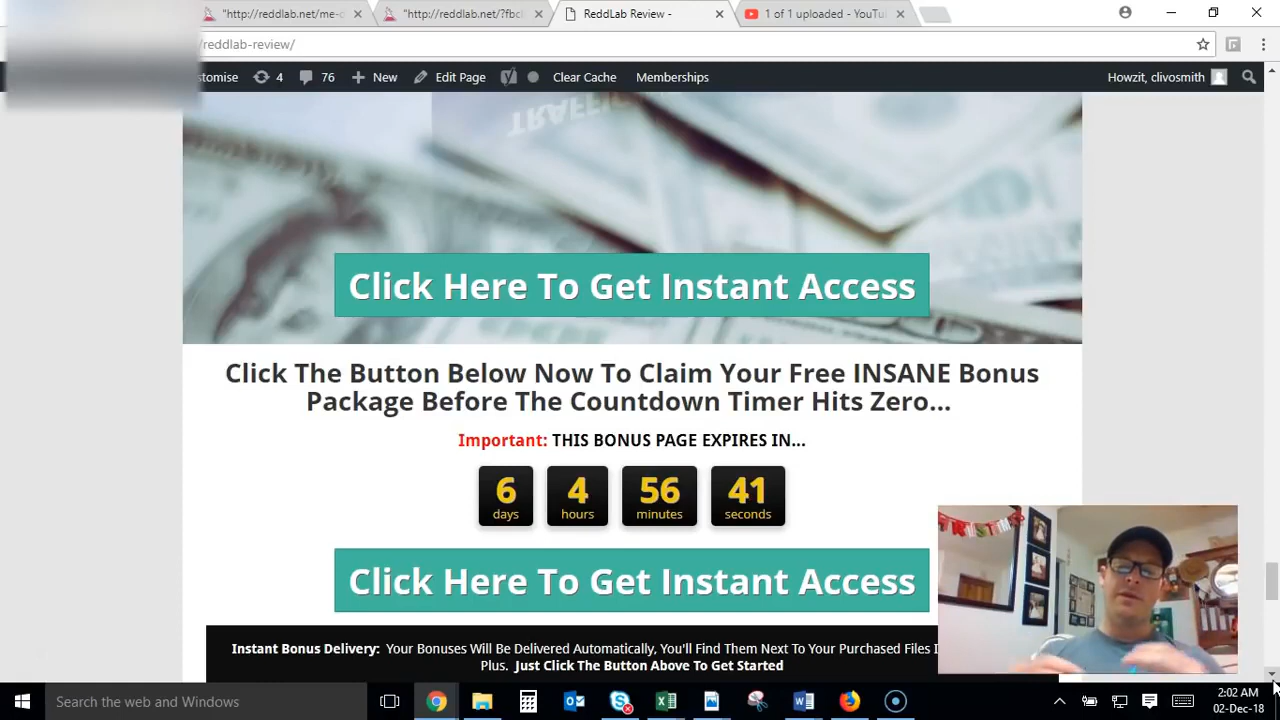 "http://reddlab.net/me-o
"http://reddlab.net/?fbcl
ReddLab Review -
1 of 1 uploaded - YouTu
/reddlab-review/
stomise
4
76
New
Edit Page
Clear Cache
Memberships
Howzit, clivosmith
TRAFFIC
Click Here To Get Instant Access
Click The Button Below Now To Claim Your Free INSANE Bonus
Package Before The Countdown Timer Hits Zero...
Important: THIS BONUS PAGE EXPIRES IN...
6 4 56 41
days hours minutes seconds
Click Here To Get Instant Access
Instant Bonus Delivery: Your Bonuses Will Be Delivered Automatically, You'll Find Them Next To Your Purchased Files I
Plus. Just Click The Button Above To Get Started
Search the web and Windows
2:02 AM
02-Dec-18